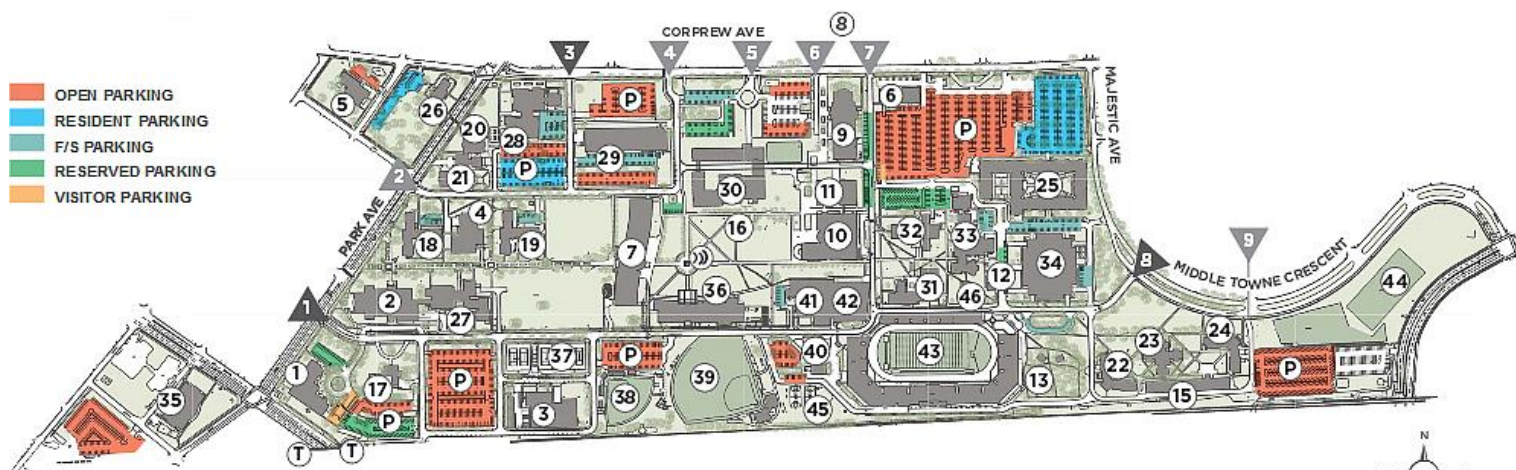 CORPREW AVE
8
3
4
5
6
7
OPEN PARKING
RESIDENT PARKING
F/S PARKING
RESERVED PARKING
VISITOR PARKING
MAJESTIC AVE
PARK AVE
MIDDLE TOWNE CRESCENT
5
26
20
28
P
P
29
P
9
6
P
2
21
30
11
25
18
4
19
7
16
10
32
33
12
34
8
9
44
1
2
27
36
41
42
31
46
35
1
17
P
P
37
3
P
38
39
40
45
43
13
22
23
24
15
P
T
T
N